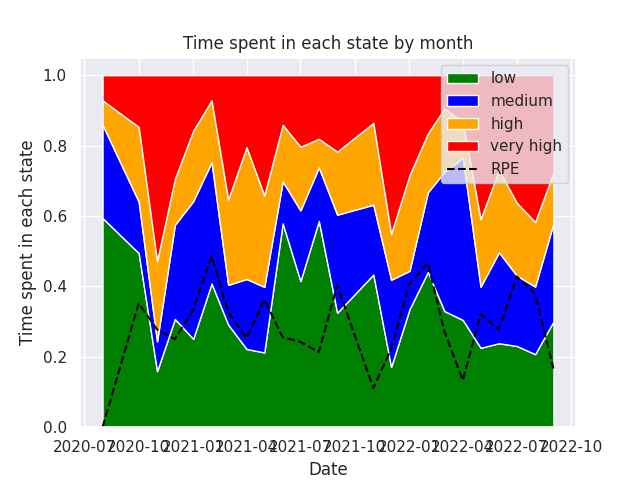 Time spent in each state by month
low
medium
high
very high
RPE
1.0
0.8
0.6
0.4
0.2
0.0
Time spent in each state
2020-07 2020-10 2021-01 2021-04 2021-07 2021-10 2022-01 2022-04 2022-07 2022-10
Date